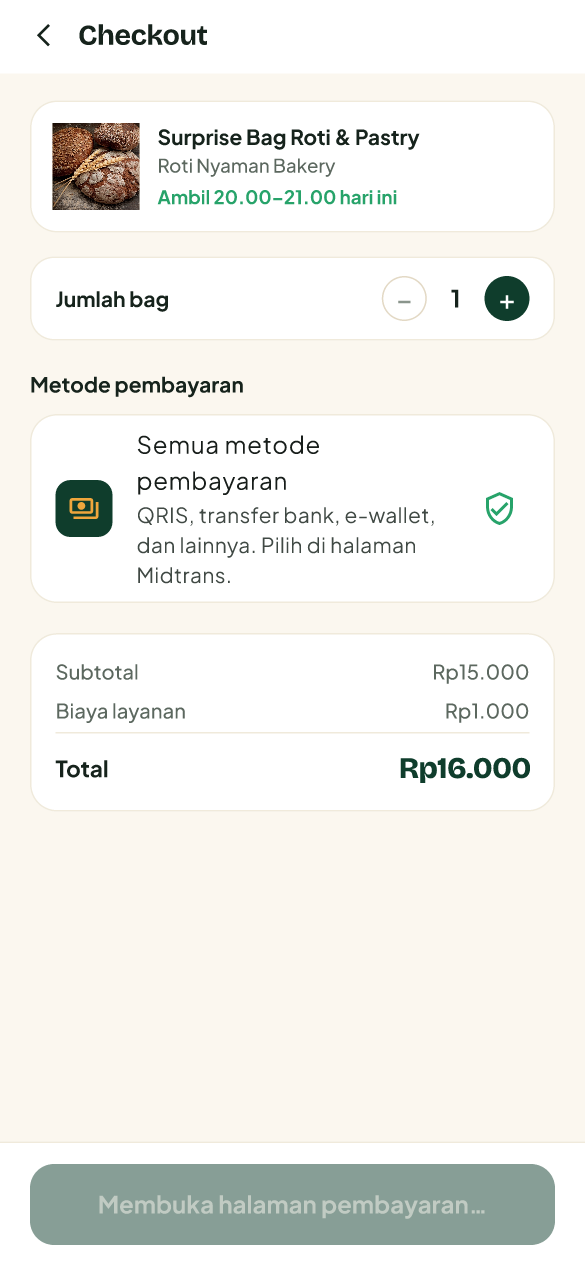 Checkout
Surprise Bag Roti & Pastry
Roti Nyaman Bakery
Ambil 20.00–21.00 hari ini
Jumlah bag − 1 +
Metode pembayaran
Semua metode
pembayaran
QRIS, transfer bank, e-wallet,
dan lainnya. Pilih di halaman
Midtrans.
Subtotal Rp15.000
Biaya layanan Rp1.000
Total Rp16.000
Membuka halaman pembayaran…